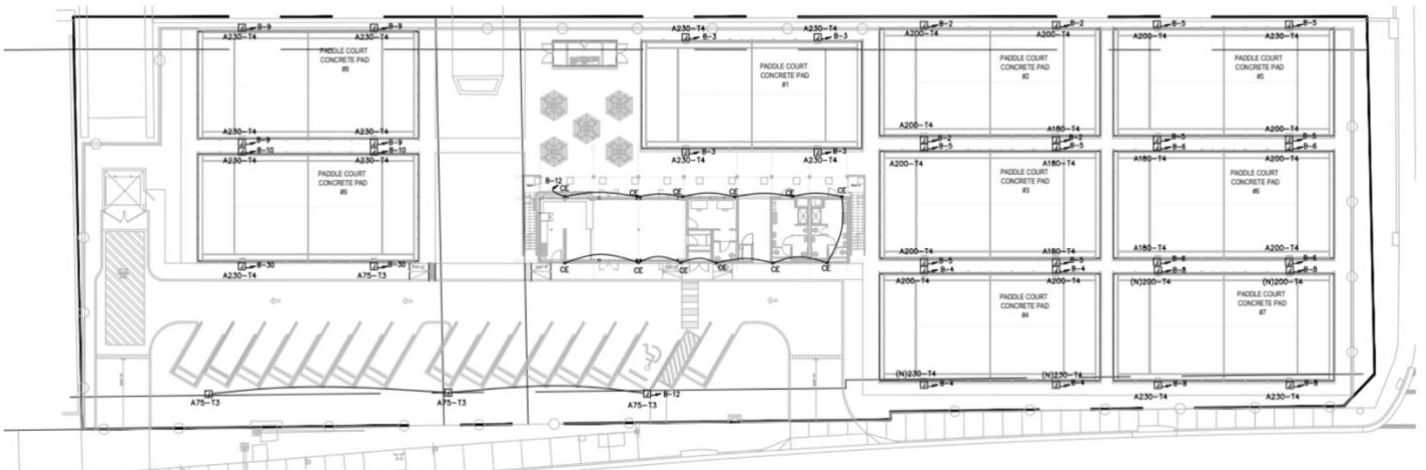 B-9 B-9 A230-T4 A230-T4 B-2 B-2 B-5 B-5
A230-T4 A230-T4 B-3 B-3 A200-T4 A200-T4 A200-T4 A230-T4
PADDLE COURT
CONCRETE PAD
#8
PADDLE COURT
CONCRETE PAD
#1
PADDLE COURT
CONCRETE PAD
#2
PADDLE COURT
CONCRETE PAD
#5
A230-T4 A230-T4 A200-T4 A180-T4 A200-T4
B-9 B-9 B-2 B-2 B-5 B-5
B-10 B-10 B-3 B-3 B-5 B-5 B-6 B-6
A230-T4 A230-T4 A230-T4 A230-T4 A200-T4 A180-T4 A180-T4 A200-T4
PADDLE COURT
CONCRETE PAD
#9
PADDLE COURT
CONCRETE PAD
#3
PADDLE COURT
CONCRETE PAD
#6
B-12
CE CE CE CE CE CE
A200-T4 A180-T4 A180-T4 A200-T4
B-30 B-30 B-5 B-5 B-6 B-6
CE CE CE CE CE CE B-4 B-4 B-8 B-8
A230-T4 A75-T3 A200-T4 A200-T4 (N)200-T4 (N)200-T4
PADDLE COURT
CONCRETE PAD
#4
PADDLE COURT
CONCRETE PAD
#7
(N)230-T4 (N)230-T4
B-4 B-4 B-8 B-8
B-12
A75-T3 A75-T3 A75-T3 A230-T4 A230-T4